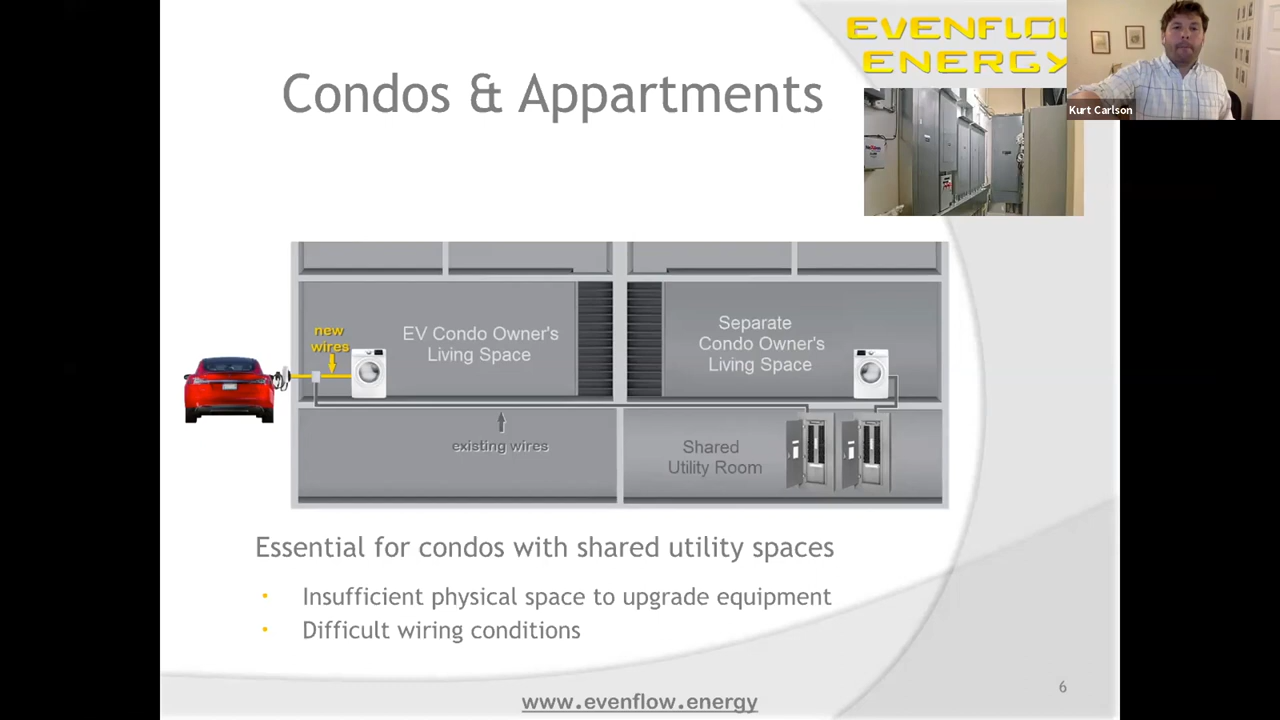 EVENFLOW
ENERGY
Kurt Carlson
Condos & Appartments
new
wires
EV Condo Owner's
Living Space
Separate
Condo Owner's
Living Space
existing wires
Shared
Utility Room
Essential for condos with shared utility spaces
• Insufficient physical space to upgrade equipment
• Difficult wiring conditions
www.evenflow.energy
6